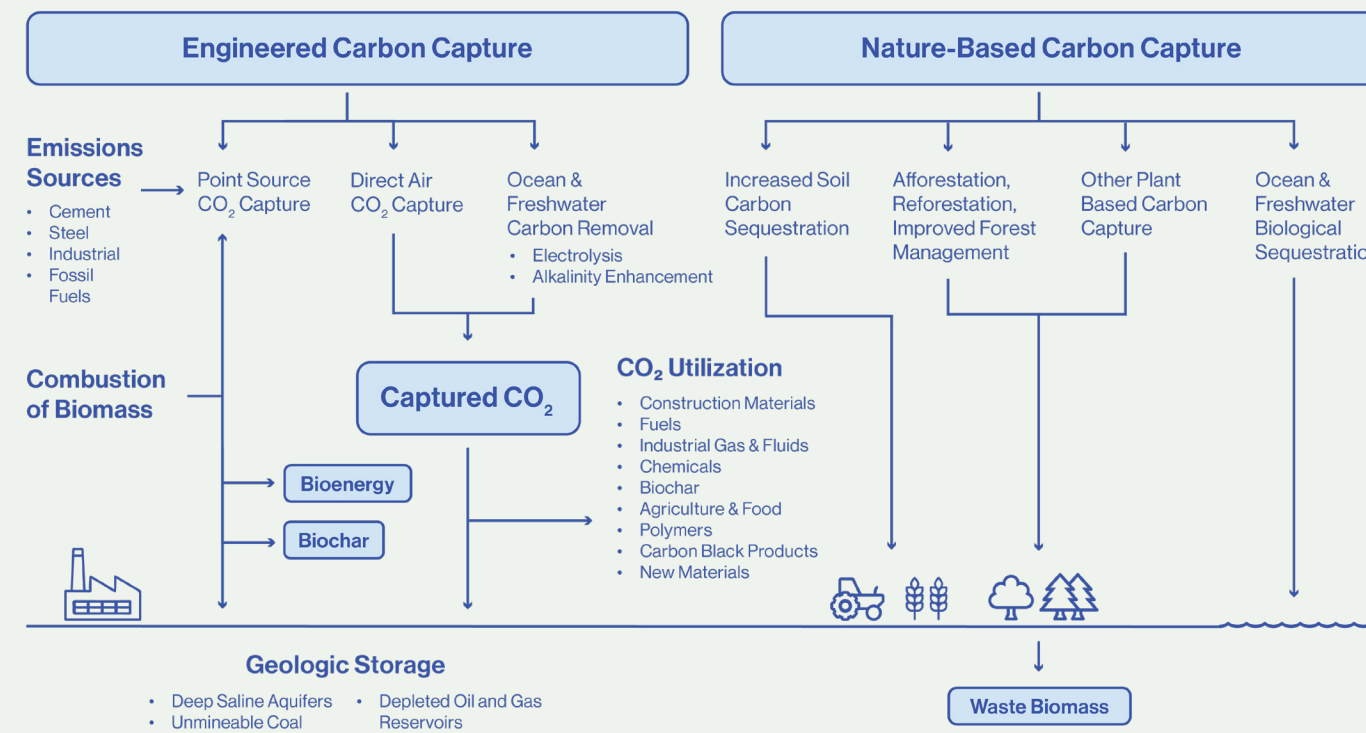 Engineered Carbon Capture
Nature-Based Carbon Capture
Emissions
Sources
• Cement
• Steel
• Industrial
• Fossil
Fuels
Point Source
CO₂ Capture
Direct Air
CO₂ Capture
Ocean &
Freshwater
Carbon Removal
• Electrolysis
• Alkalinity Enhancement
Increased Soil
Carbon
Sequestration
Afforestation,
Reforestation,
Improved Forest
Management
Other Plant
Based Carbon
Capture
Ocean &
Freshwater
Biological
Sequestratio
Combustion
of Biomass
Captured CO₂
Bioenergy
Biochar
CO₂ Utilization
• Construction Materials
• Fuels
• Industrial Gas & Fluids
• Chemicals
• Biochar
• Agriculture & Food
• Polymers
• Carbon Black Products
• New Materials
Geologic Storage
• Deep Saline Aquifers
• Unmineable Coal
• Depleted Oil and Gas
Reservoirs
Waste Biomass